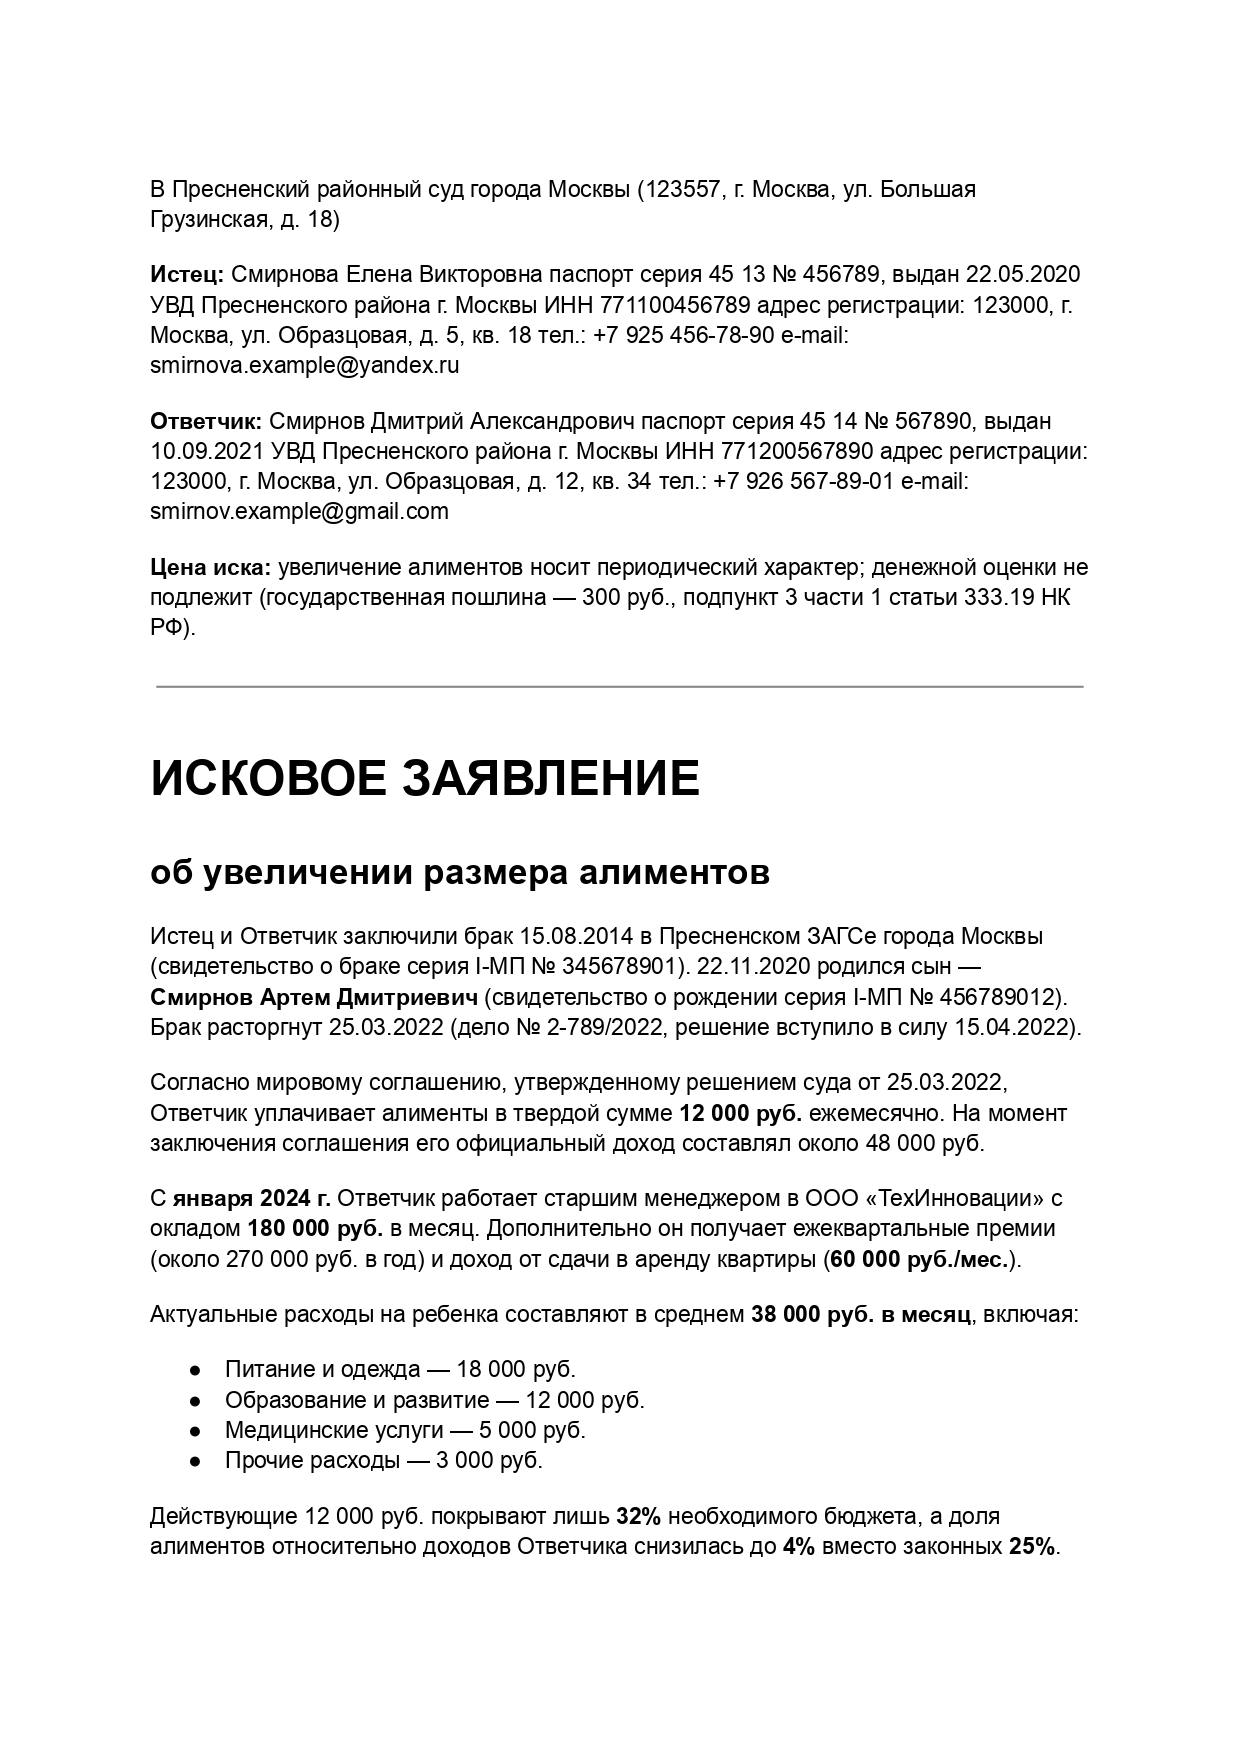 В Пресненский районный суд города Москвы (123557, г. Москва, ул. Большая
Грузинская, д. 18)
Истец: Смирнова Елена Викторовна паспорт серия 45 13 № 456789, выдан 22.05.2020
УВД Пресненского района г. Москвы ИНН 771100456789 адрес регистрации: 123000, г.
Москва, ул. Образцовая, д. 5, кв. 18 тел.: +7 925 456-78-90 e-mail:
smirnova.example@yandex.ru
Ответчик: Смирнов Дмитрий Александрович паспорт серия 45 14 № 567890, выдан
10.09.2021 УВД Пресненского района г. Москвы ИНН 771200567890 адрес регистрации:
123000, г. Москва, ул. Образцовая, д. 12, кв. 34 тел.: +7 926 567-89-01 e-mail:
smirnov.example@gmail.com
Цена иска: увеличение алиментов носит периодический характер; денежной оценки не
подлежит (государственная пошлина — 300 руб., подпункт 3 части 1 статьи 333.19 НК
РФ).
ИСКОВОЕ ЗАЯВЛЕНИЕ
об увеличении размера алиментов
Истец и Ответчик заключили брак 15.08.2014 в Пресненском ЗАГСе города Москвы
(свидетельство о браке серия I-МП № 345678901). 22.11.2020 родился сын —
Смирнов Артем Дмитриевич (свидетельство о рождении серия I-МП № 456789012).
Брак расторгнут 25.03.2022 (дело № 2-789/2022, решение вступило в силу 15.04.2022).
Согласно мировому соглашению, утвержденному решением суда от 25.03.2022,
Ответчик уплачивает алименты в твердой сумме 12 000 руб. ежемесячно. На момент
заключения соглашения его официальный доход составлял около 48 000 руб.
С января 2024 г. Ответчик работает старшим менеджером в ООО «ТехИнновации» с
окладом 180 000 руб. в месяц. Дополнительно он получает ежеквартальные премии
(около 270 000 руб. в год) и доход от сдачи в аренду квартиры (60 000 руб./мес.).
Актуальные расходы на ребенка составляют в среднем 38 000 руб. в месяц, включая:
● Питание и одежда — 18 000 руб.
● Образование и развитие — 12 000 руб.
● Медицинские услуги — 5 000 руб.
● Прочие расходы — 3 000 руб.
Действующие 12 000 руб. покрывают лишь 32% необходимого бюджета, а доля
алиментов относительно доходов Ответчика снизилась до 4% вместо законных 25%.